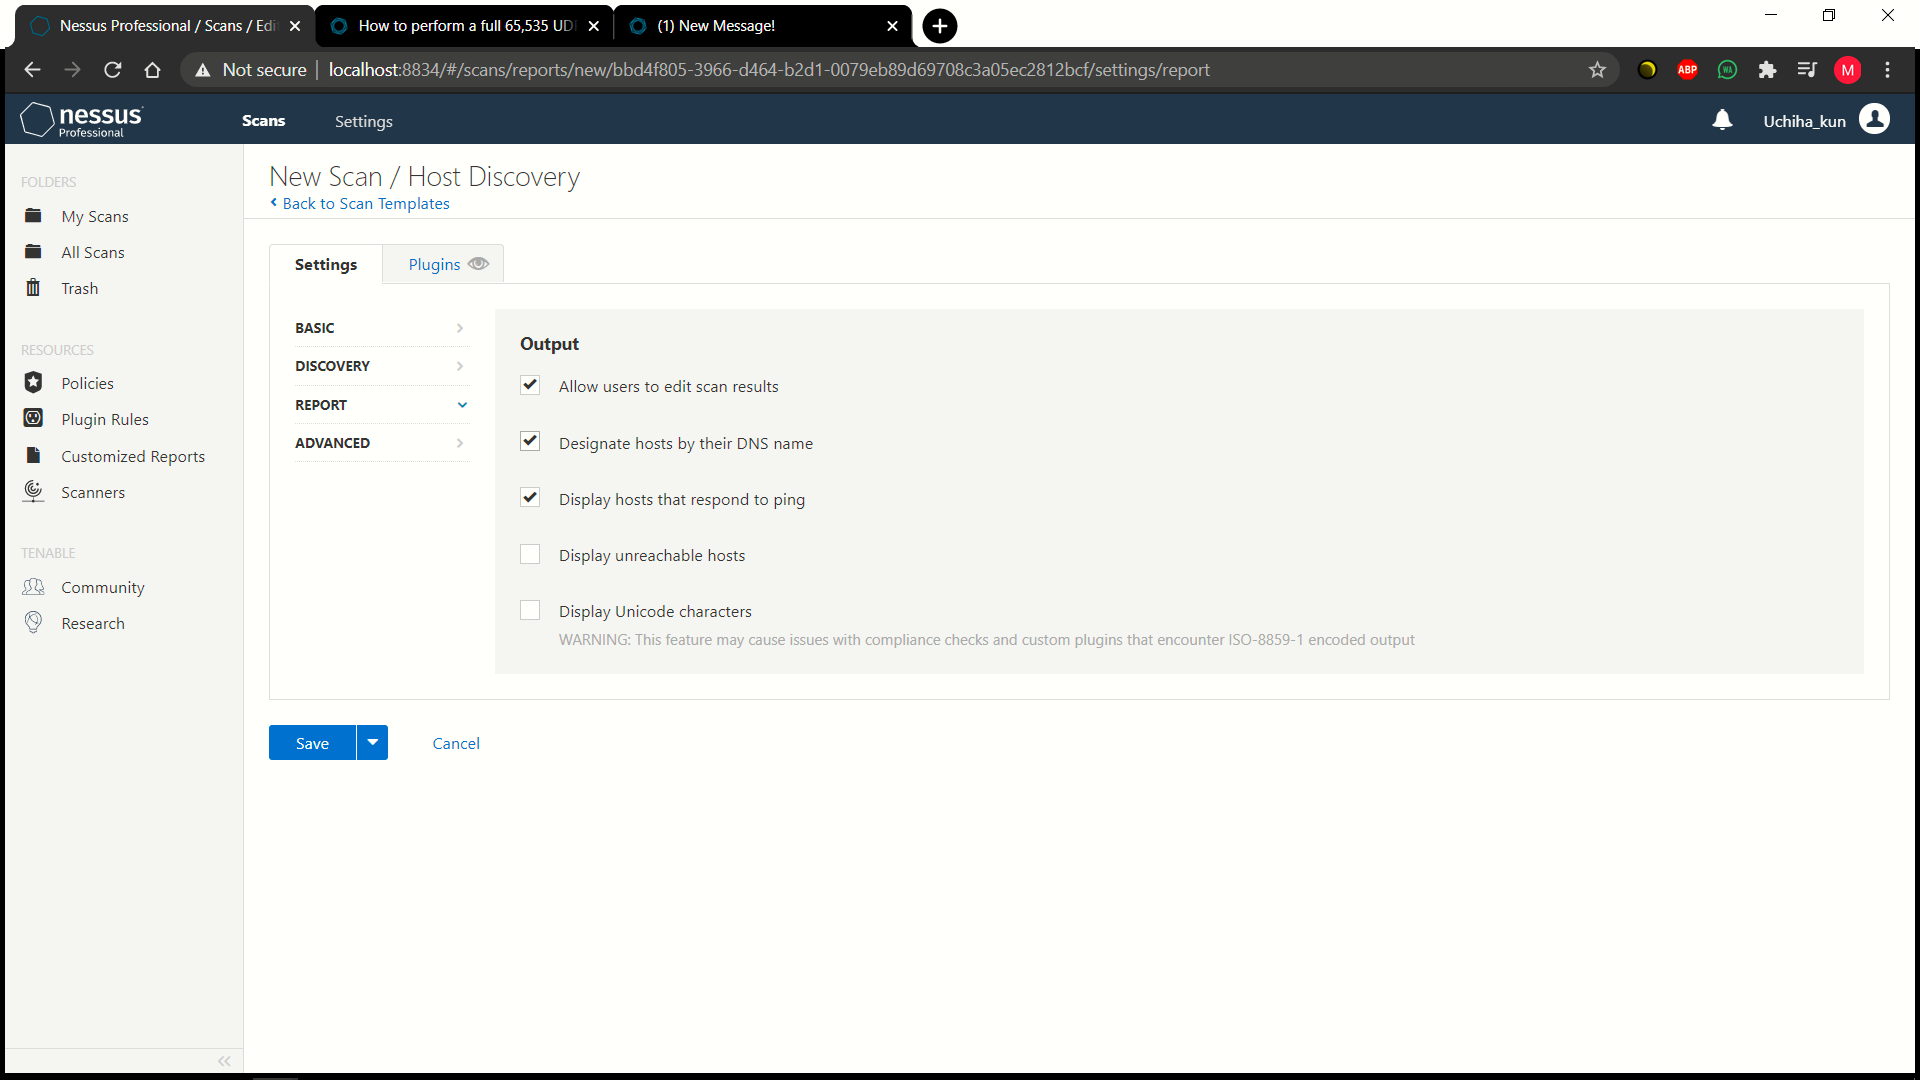 Nessus Professional / Scans / Edi
How to perform a full 65,535 UD
(1) New Message!
Not secure
localhost:8834/#/scans/reports/new/bbd4f805-3966-d464-b2d1-0079eb89d69708c3a05ec2812bcf/settings/report
ABP
WA
M
nessus
Professional
Scans
Settings
Uchiha_kun
FOLDERS
My Scans
All Scans
Trash
RESOURCES
Policies
Plugin Rules
Customized Reports
Scanners
TENABLE
Community
Research
New Scan / Host Discovery
Back to Scan Templates
Settings
Plugins
BASIC
DISCOVERY
REPORT
ADVANCED
Output
Allow users to edit scan results
Designate hosts by their DNS name
Display hosts that respond to ping
Display unreachable hosts
Display Unicode characters
WARNING: This feature may cause issues with compliance checks and custom plugins that encounter ISO-8859-1 encoded output
Save
Cancel